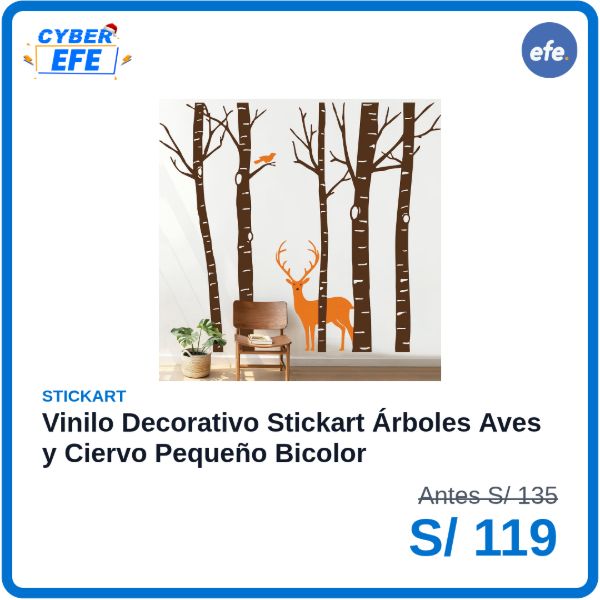 CYBER
EFE
efe.
STICKART
Vinilo Decorativo Stickart Árboles Aves
y Ciervo Pequeño Bicolor
Antes S/ 135
S/ 119